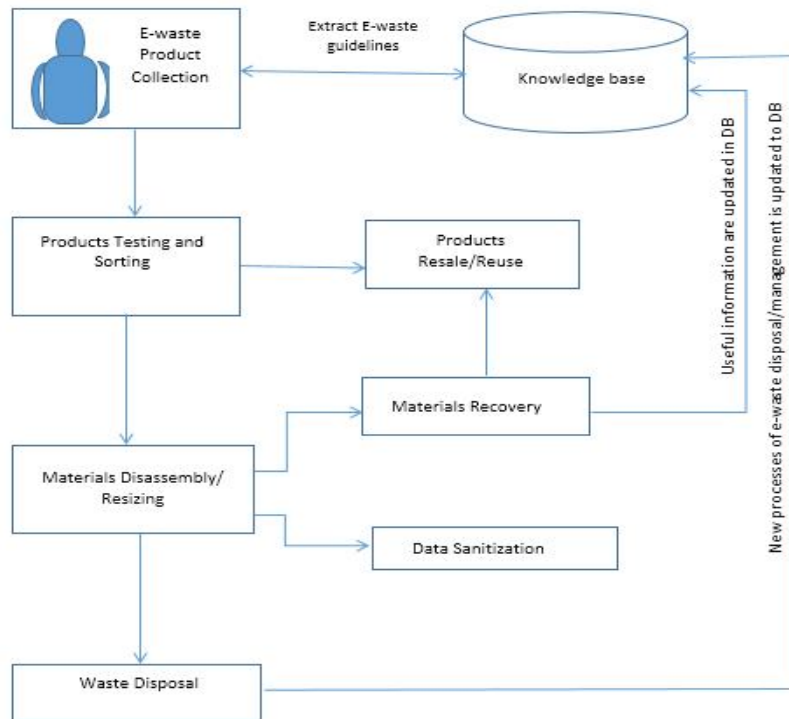 E-waste
Product
Collection
Extract E-waste
guidelines
Knowledge base
Useful information are updated in DB
New processes of e-waste disposal/management is updated to DB
Products Testing and
Sorting
Products
Resale/Reuse
Materials Recovery
Materials Disassembly/
Resizing
Data Sanitization
Waste Disposal